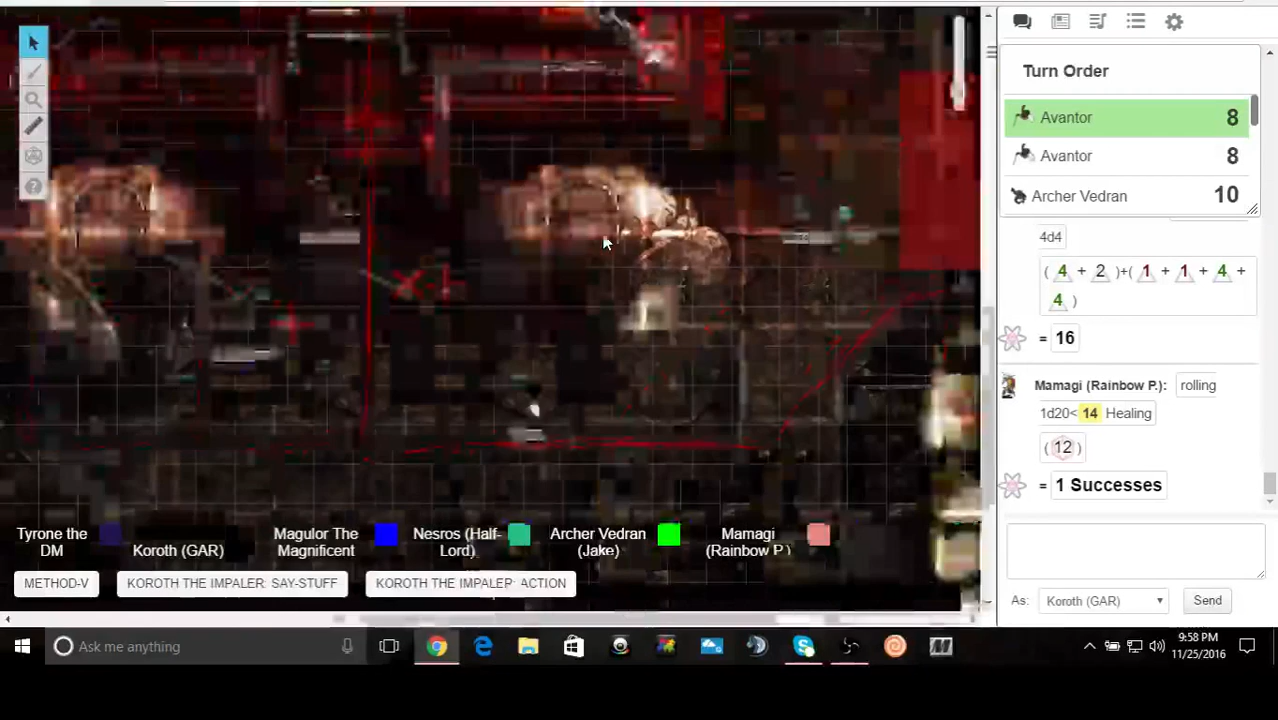 Turn Order
Avantor 8
Avantor 8
Archer Vedran 10
4d4
( 4 + 2 )+( 1 + 1 + 4 +
4 )
= 16
Mamagi (Rainbow P.): rolling
1d20< 14 Healing
( 12 )
= 1 Successes
Tyrone the DM
Koroth (GAR)
Magulor The Magnificent
Nesros (Half-Lord)
Archer Vedran (Jake)
Mamagi (Rainbow P.)
METHOD-V
KOROTH THE IMPALER: SAY-STUFF
KOROTH THE IMPALER: ACTION
As: Koroth (GAR)
Send
Ask me anything
9:58 PM
11/25/2016